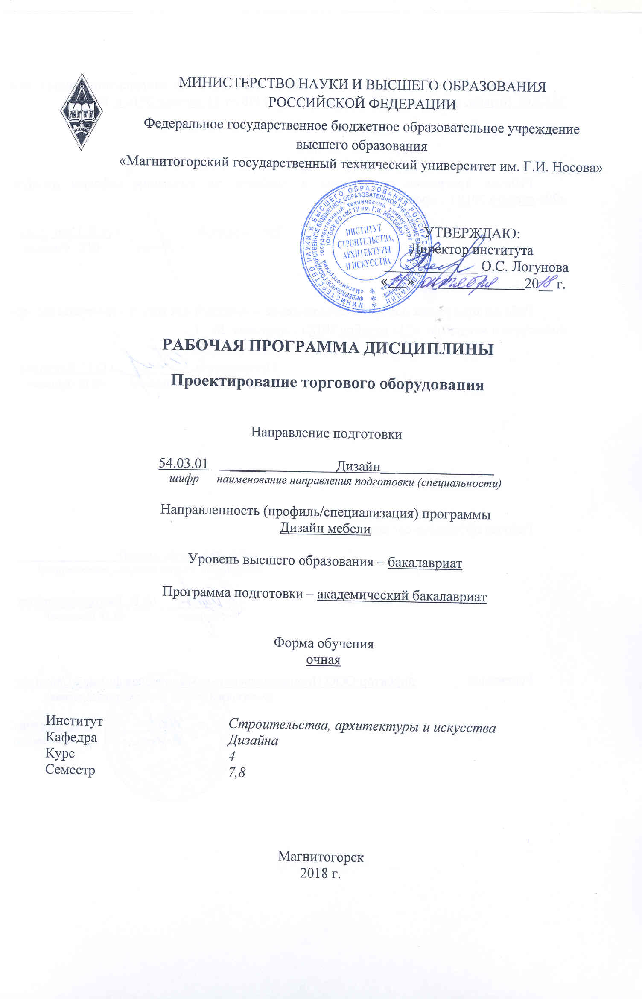 МГТУ
МИНИСТЕРСТВО НАУКИ И ВЫСШЕГО ОБРАЗОВАНИЯ
РОССИЙСКОЙ ФЕДЕРАЦИИ
Федеральное государственное бюджетное образовательное учреждение
высшего образования
«Магнитогорский государственный технический университет им. Г.И. Носова»
МИНИСТЕРСТВО НАУКИ И ВЫСШЕГО ОБРАЗОВАНИЯ РОССИЙСКОЙ ФЕДЕРАЦИИ
ФЕДЕРАЛЬНОЕ ГОСУДАРСТВЕННОЕ БЮДЖЕТНОЕ ОБРАЗОВАТЕЛЬНОЕ УЧРЕЖДЕНИЕ ВЫСШЕГО ОБРАЗОВАНИЯ
«Магнитогорский государственный технический университет им. Г.И. Носова»
(ФГБОУ ВО «МГТУ им. Г.И. НОСОВА»)
ИНСТИТУТ
СТРОИТЕЛЬСТВА,
АРХИТЕКТУРЫ
И ИСКУССТВА
УТВЕРЖДАЮ:
Директор института
О.С. Логунова
« » октября 2018 г.
РАБОЧАЯ ПРОГРАММА ДИСЦИПЛИНЫ
Проектирование торгового оборудования
Направление подготовки
54.03.01 Дизайн
шифр наименование направления подготовки (специальности)
Направленность (профиль/специализация) программы
Дизайн мебели
Уровень высшего образования – бакалавриат
Программа подготовки – академический бакалавриат
Форма обучения
очная
Институт Строительства, архитектуры и искусства
Кафедра Дизайна
Курс 4
Семестр 7,8
Магнитогорск
2018 г.